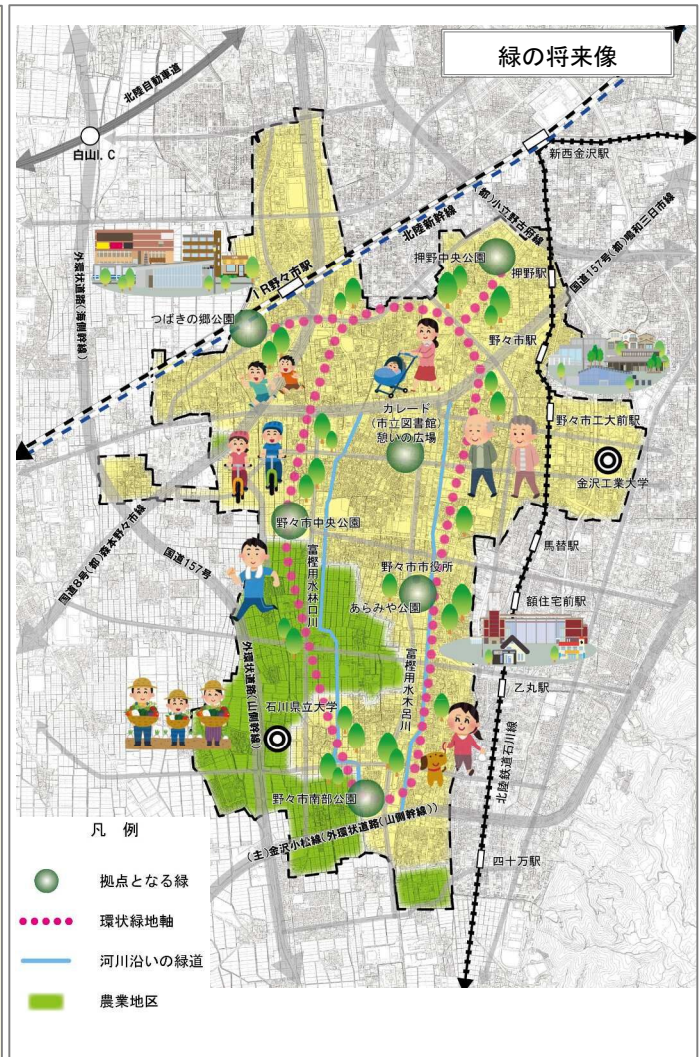 緑の将来像
北陸自動車道
白山I.C
新西金沢駅
(都)小立野古府線
北陸新幹線
国道157号(都)鳴和三日市線
外環状道路(海側幹線)
IR野々市駅
押野中央公園
押野駅
つばきの郷公園
野々市駅
カレード
(市立図書館)
憩いの広場
野々市工大前駅
金沢工業大学
野々市中央公園
国道8号(都)森本野々市線
国道157号
富樫用水林口川
馬替駅
野々市市役所
あらみや公園
額住宅前駅
外環状道路(山側幹線)
石川県立大学
富樫用水木呂川
乙丸駅
北陸鉄道石川線
野々市南部公園
(主)金沢小松線(外環状道路(山側幹線))
四十万駅
凡 例
拠点となる緑
環状緑地軸
河川沿いの緑道
農業地区